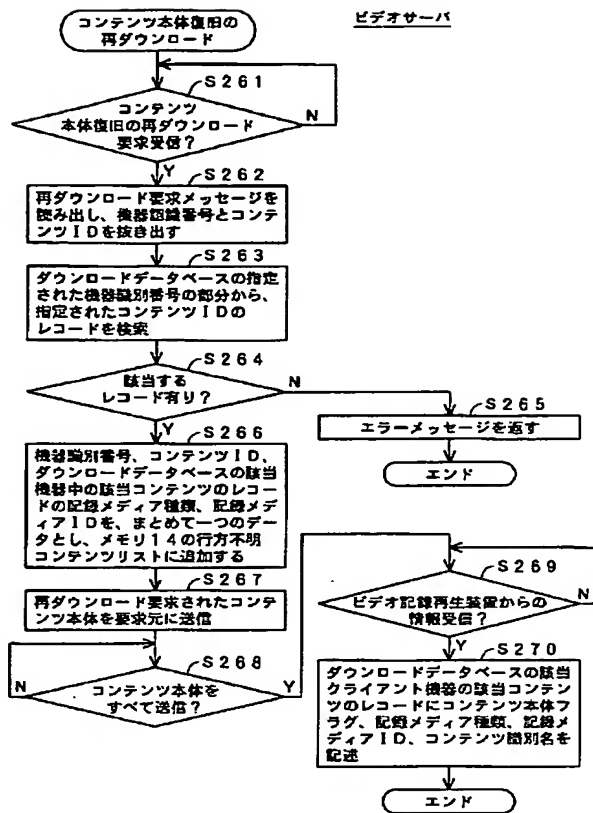 コンテンツ本体復旧の
再ダウンロード
ビデオサーバ
S261
コンテンツ
本体復旧の再ダウンロード
要求受信？
N
Y
S262
再ダウンロード要求メッセージを
読み出し、機器認識番号とコンテ
ンツIDを抜き出す
S263
ダウンロードデータベースの指定
された機器識別番号の部分から、
指定されたコンテンツIDの
レコードを検索
S264
該当する
レコード有り？
N
Y
S265
エラーメッセージを返す
エンド
S266
機器識別番号、コンテンツID、
ダウンロードデータベースの該当
機器中の該当コンテンツのレコー
ドの記録メディア種類、記録メデ
ィアIDを、まとめて一つのデー
タとし、メモリ14の行方不明
コンテンツリストに追加する
S267
再ダウンロード要求されたコンテ
ンツ本体を要求元に送信
S268
コンテンツ本体を
すべて送信？
N
Y
S269
ビデオ記録再生装置からの
情報受信？
N
Y
S270
ダウンロードデータベースの該当
クライアント機器の該当コンテン
ツのレコードにコンテンツ本体フ
ラグ、記録メディア種類、記録メ
ディアID、コンテンツ識別名を
記述
エンド